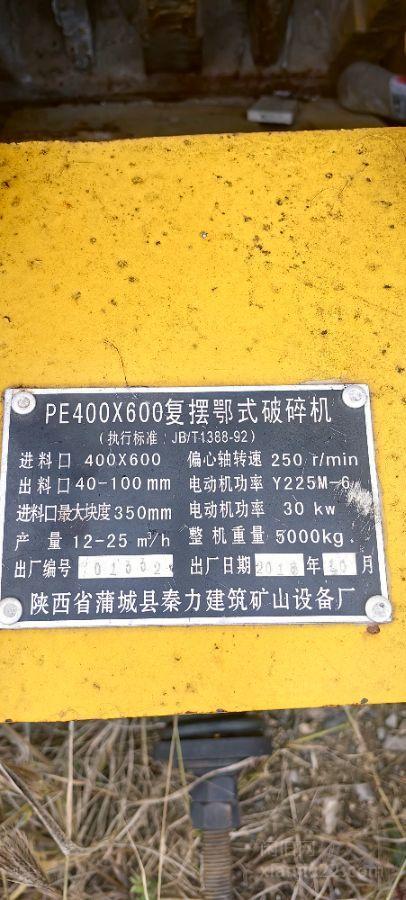 PE400X600复摆鄂式破碎机
(执行标准:JB/T1388-92)
进料口 400X600 偏心轴转速 250 r/min
出料口 40-100mm 电动机功率 Y225M-6
进料口最大块度 350mm 电动机功率 30 kw
产量 12-25 m³/h 整机重量 5000kg.
出厂编号 出厂日期 2018 年 10 月
陕西省蒲城县秦力建筑矿山设备厂